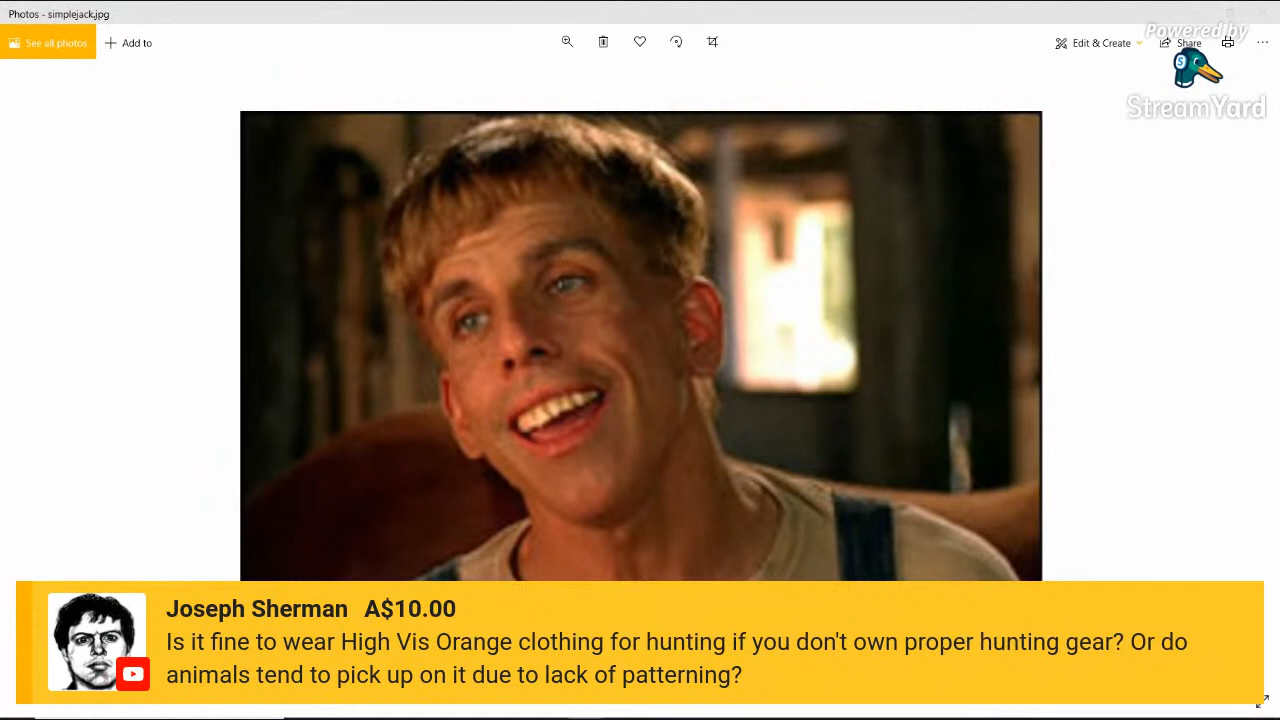 Photos - simplejack.jpg
Powered by
See all photos
Add to
Edit & Create
Share
StreamYard
Joseph Sherman A$10.00
Is it fine to wear High Vis Orange clothing for hunting if you don't own proper hunting gear? Or do
animals tend to pick up on it due to lack of patterning?